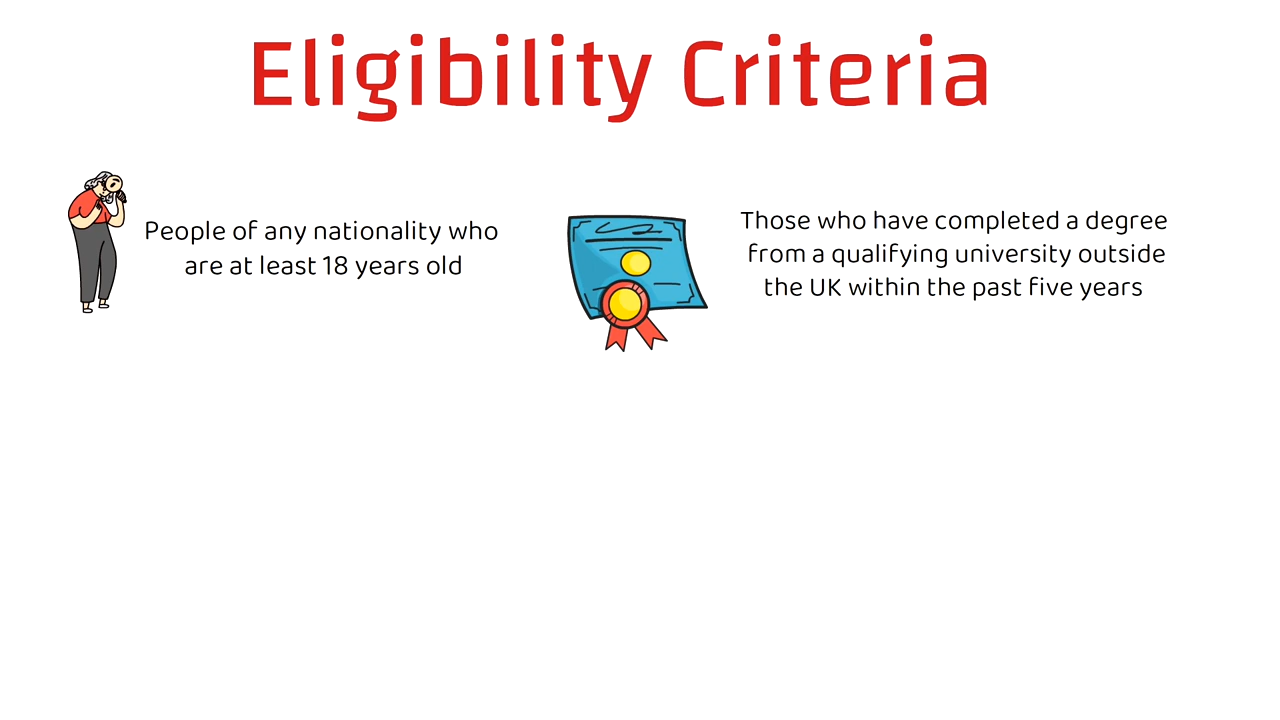 Eligibility Criteria
People of any nationality who
are at least 18 years old
Those who have completed a degree
from a qualifying university outside
the UK within the past five years